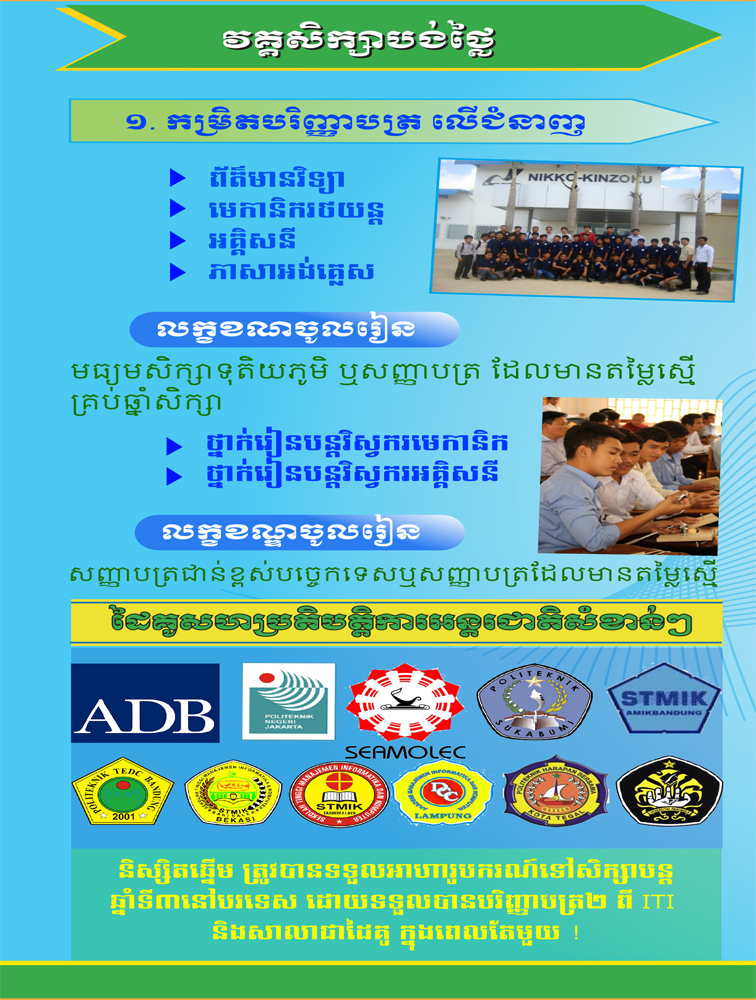 វគ្គសិក្សាបង់ថ្លៃ
១. កម្រិតបរិញ្ញាបត្រ លើជំនាញ
ព័ត៌មានវិទ្យា
មេកានិករថយន្ត
អគ្គិសនី
ភាសាអង់គ្លេស
NIKKO-KINZOKU
លក្ខខណ្ឌចូលរៀន
មធ្យមសិក្សាទុតិយភូមិ ឬសញ្ញាបត្រ ដែលមានតម្លៃស្មើ
គ្រប់ឆ្នាំសិក្សា
ថ្នាក់រៀនបន្តវិស្វករមេកានិក
ថ្នាក់រៀនបន្តវិស្វករអគ្គិសនី
លក្ខខណ្ឌចូលរៀន
សញ្ញាបត្រជាន់ខ្ពស់បច្ចេកទេសឬសញ្ញាបត្រដែលមានតម្លៃស្មើ
ដៃគូសហប្រតិបត្តិការអន្តរជាតិសំខាន់ៗ
ADB
POLITEKNIK
NEGERI
JAKARTA
SEAMOLEC
POLITEKNIK
SUKABUMI
STMIK
AMIKBANDUNG
POLITEKNIK TEDC BANDUNG
2001
STMIK
BEKASI
SEKOLAH TINGGI MANAJEMEN INFORMATIKA DAN KOMPUTER
STMIK
TASIKMALAYA
DCC
LAMPUNG
POLITEKNIK HARAPAN BERSAMA
KOTA TEGAL
និស្សិតឆ្នើម ត្រូវបានទទួលអាហារូបករណ៍ទៅសិក្សាបន្ត
ឆ្នាំទី៣នៅបរទេស ដោយទទួលបានបរិញ្ញាបត្រ២ ពី ITI
និងសាលាជាដៃគូ ក្នុងពេលតែមួយ !